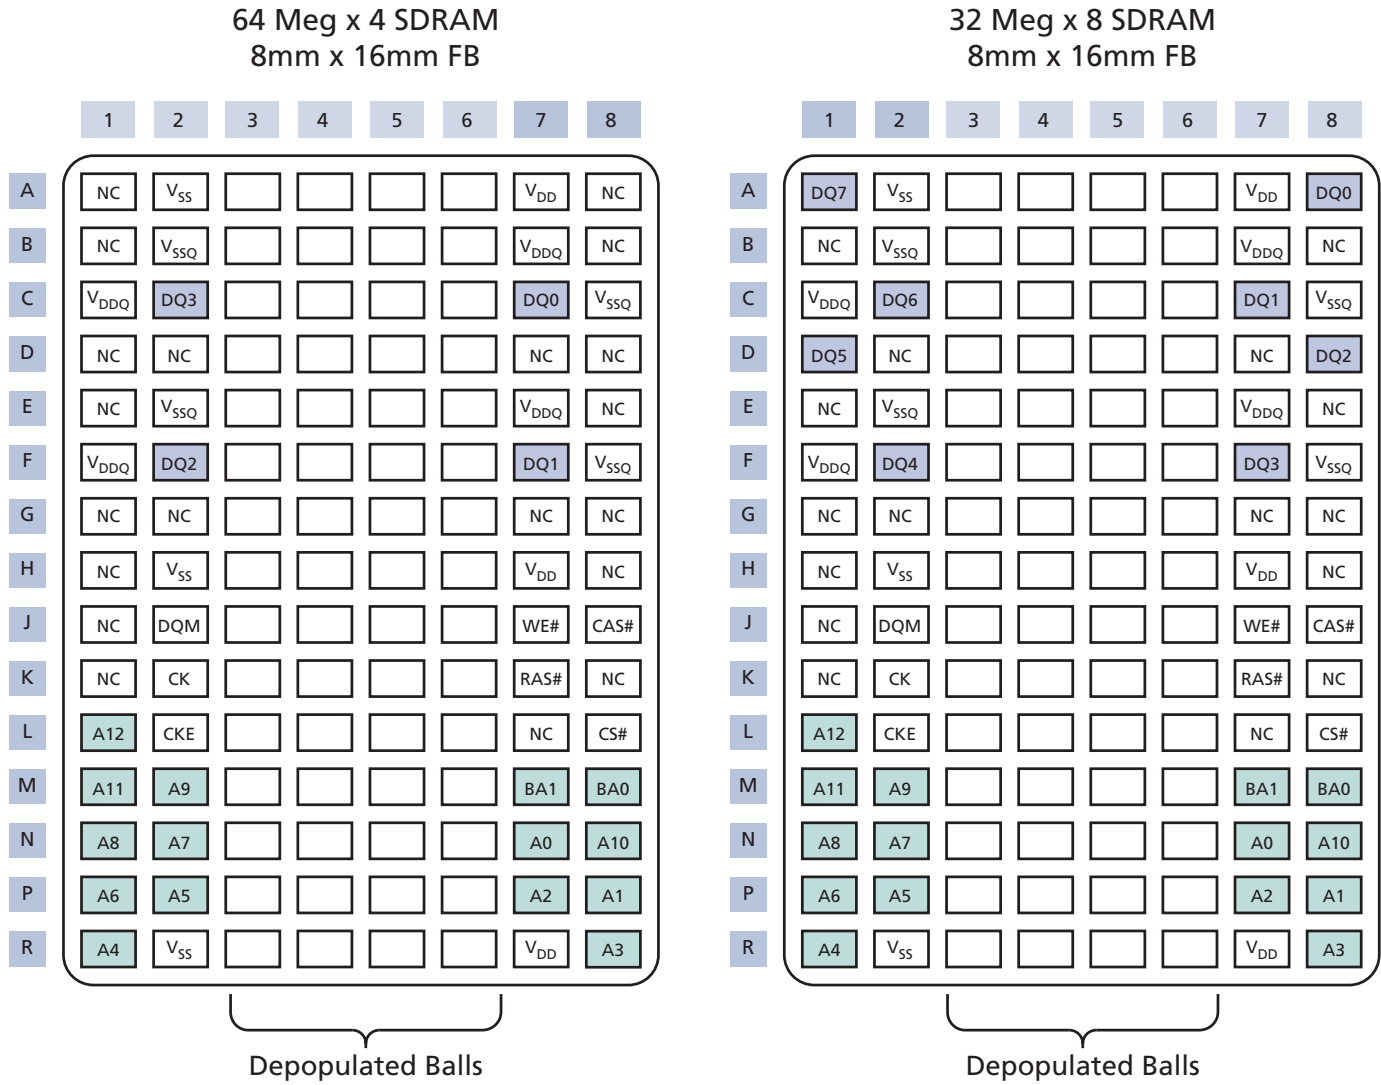 64 Meg x 4 SDRAM
8mm x 16mm FB
1 2 3 4 5 6 7 8
A NC VSS VDD NC
B NC VSSQ VDDQ NC
C VDDQ DQ3 DQ0 VSSQ
D NC NC NC NC
E NC VSSQ VDDQ NC
F VDDQ DQ2 DQ1 VSSQ
G NC NC NC NC
H NC VSS VDD NC
J NC DQM WE# CAS#
K NC CK RAS# NC
L A12 CKE NC CS#
M A11 A9 BA1 BA0
N A8 A7 A0 A10
P A6 A5 A2 A1
R A4 VSS VDD A3
Depopulated Balls
32 Meg x 8 SDRAM
8mm x 16mm FB
1 2 3 4 5 6 7 8
A DQ7 VSS VDD DQ0
B NC VSSQ VDDQ NC
C VDDQ DQ6 DQ1 VSSQ
D DQ5 NC NC DQ2
E NC VSSQ VDDQ NC
F VDDQ DQ4 DQ3 VSSQ
G NC NC NC NC
H NC VSS VDD NC
J NC DQM WE# CAS#
K NC CK RAS# NC
L A12 CKE NC CS#
M A11 A9 BA1 BA0
N A8 A7 A0 A10
P A6 A5 A2 A1
R A4 VSS VDD A3
Depopulated Balls